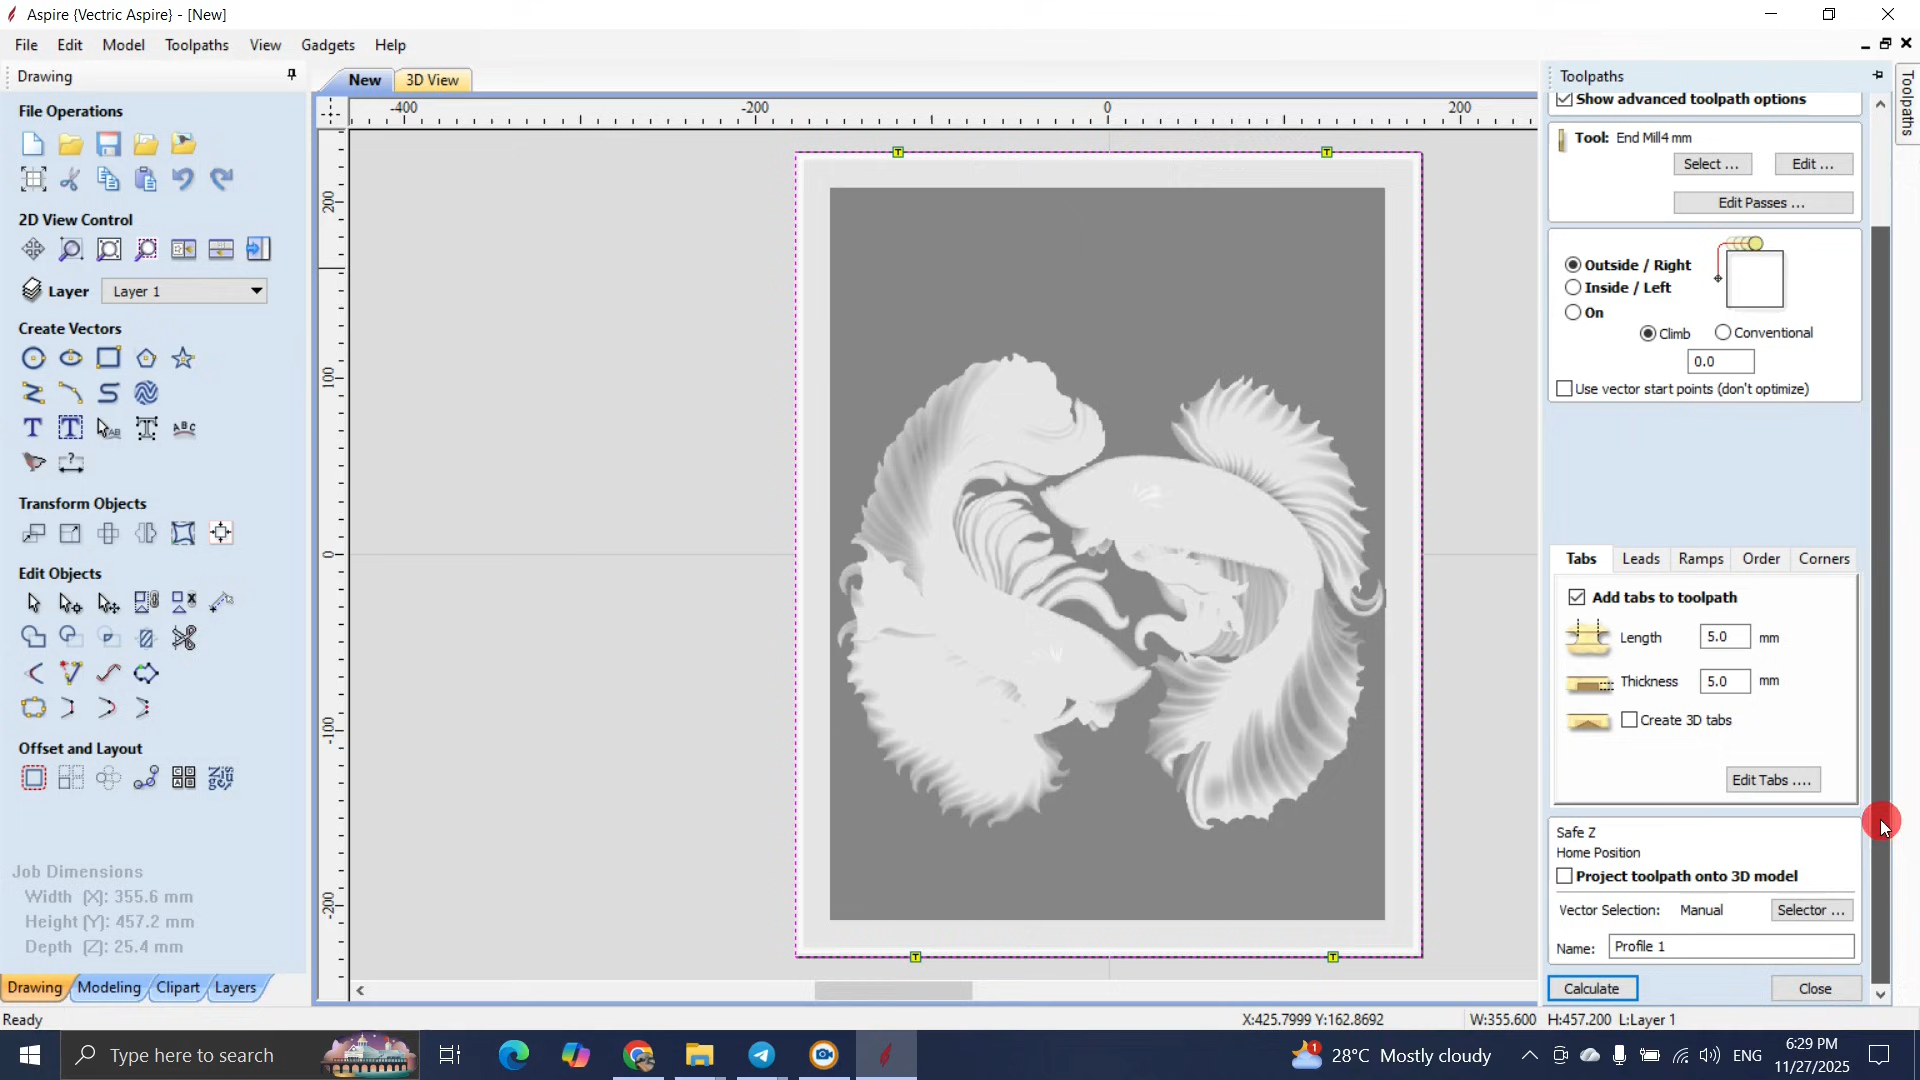 Aspire {Vectric Aspire} - [New]
File Edit Model Toolpaths View Gadgets Help
Drawing
File Operations
2D View Control
Layer Layer 1
Create Vectors
Transform Objects
Edit Objects
Offset and Layout
Job Dimensions
Width (X): 355.6 mm
Height (Y): 457.2 mm
Depth (Z): 25.4 mm
Drawing Modeling Clipart Layers
Ready
New 3D View
-400 -200 0 200
200
100
0
-100
-200
Toolpaths
Toolpaths
Show advanced toolpath options
Tool: End Mill4 mm
Select ... Edit ...
Edit Passes ...
Outside / Right
Inside / Left
On
Climb Conventional
0.0
Use vector start points (don't optimize)
Tabs Leads Ramps Order Corners
Add tabs to toolpath
Length 5.0 mm
Thickness 5.0 mm
Create 3D tabs
Edit Tabs ....
Safe Z
Home Position
Project toolpath onto 3D model
Vector Selection: Manual Selector ...
Name: Profile 1
Calculate Close
X:425.7999 Y:162.8692 W:355.600 H:457.200 L:Layer 1
Type here to search
1 28°C Mostly cloudy ENG 6:29 PM
11/27/2025